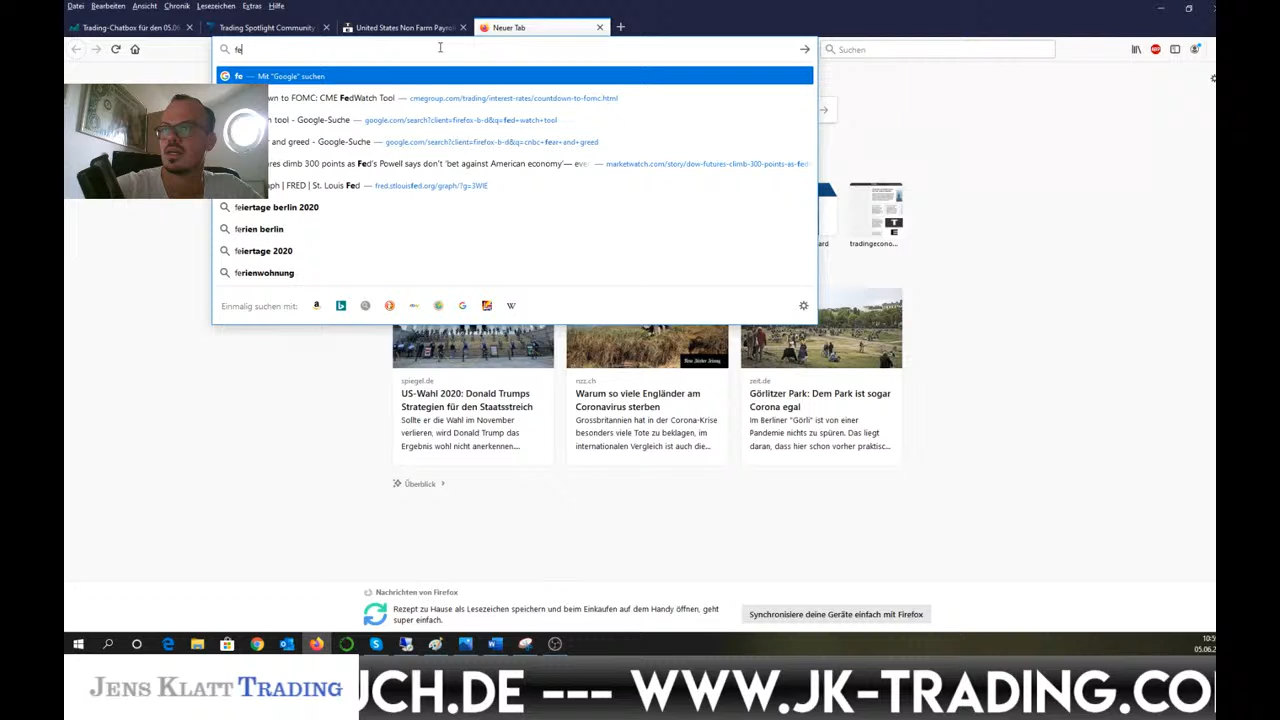 Datei Bearbeiten Ansicht Chronik Lesezeichen Extras Hilfe
Trading-Chatbox für den 05.06.
Trading Spotlight Community
United States Non Farm Payroll
Neuer Tab
fe
Suchen
fe — Mit "Google" suchen
to FOMC: CME FedWatch Tool — cmegroup.com/trading/interest-rates/countdown-to-fomc.html
tool - Google-Suche — google.com/search?client=firefox-b-d&q=fed+watch+tool
and greed - Google-Suche — google.com/search?client=firefox-b-d&q=cnbc+fear+and+greed
climb 300 points as Fed's Powell says don't 'bet against American economy'— marketwatch.com/story/dow-futures-climb-300-points-as-fed
| FRED | St. Louis Fed — fred.stlouisfed.org/graph/?g=3WIE
feiertage berlin 2020
ferien berlin
feiertage 2020
ferienwohnung
tradingecono...
Einmalig suchen mit:
spiegel.de
US-Wahl 2020: Donald Trumps
Strategien für den Staatsstreich
Sollte er die Wahl im November
verlieren, wird Donald Trump das
Ergebnis wohl nicht anerkennen....
nzz.ch
Warum so viele Engländer am
Coronavirus sterben
Grossbritannien hat in der Corona-Krise
besonders viele Tote zu beklagen, im
internationalen Vergleich ist auch die...
zeit.de
Görlitzer Park: Dem Park ist sogar
Corona egal
Im Berliner "Görli" ist von einer
Pandemie nichts zu spüren. Das liegt
daran, dass hier schon vorher praktisc...
Überblick
Nachrichten von Firefox
Rezept zu Hause als Lesezeichen speichern und beim Einkaufen auf dem Handy öffnen, geht
super einfach.
Synchronisiere deine Geräte einfach mit Firefox
05.06.2
JENS KLATT TRADING
UCH.DE --- WWW.JK-TRADING.CO